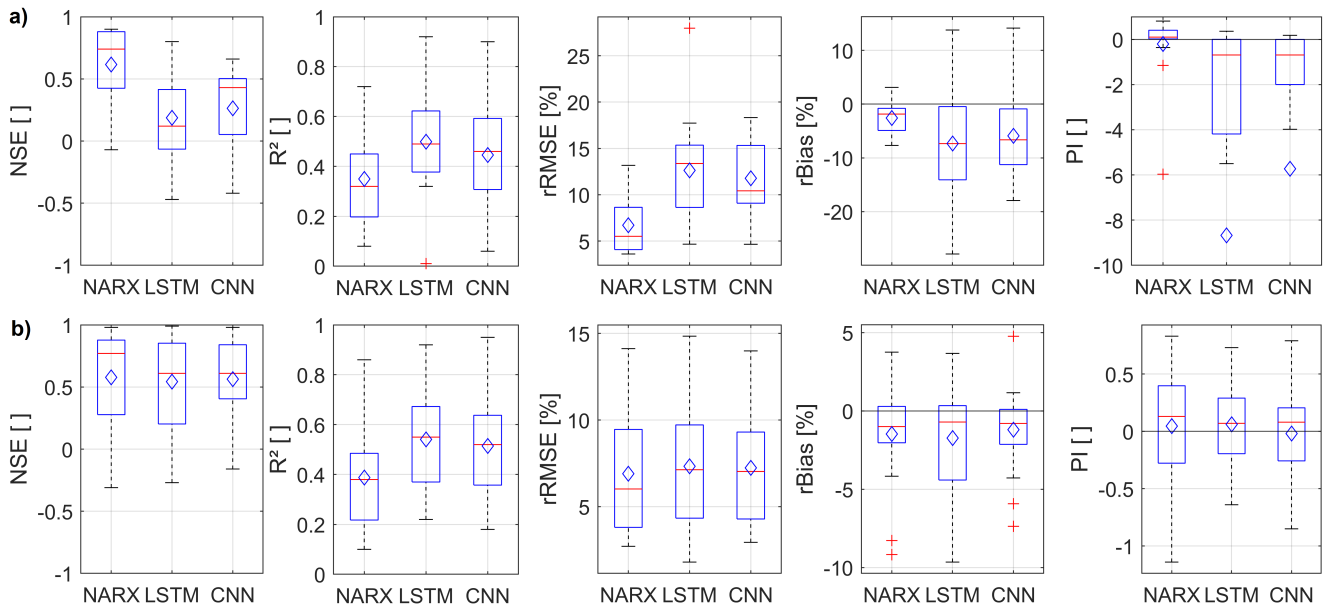 a)
NSE [ ]
1
0.5
0
-0.5
-1
NARX LSTM CNN
R² [ ]
1
0.8
0.6
0.4
0.2
0
NARX LSTM CNN
rRMSE [%]
25
20
15
10
5
NARX LSTM CNN
rBias [%]
10
0
-10
-20
NARX LSTM CNN
PI [ ]
0
-2
-4
-6
-8
-10
NARX LSTM CNN
b)
NSE [ ]
1
0.5
0
-0.5
-1
NARX LSTM CNN
R² [ ]
1
0.8
0.6
0.4
0.2
0
NARX LSTM CNN
rRMSE [%]
15
10
5
NARX LSTM CNN
rBias [%]
5
0
-5
-10
NARX LSTM CNN
PI [ ]
0.5
0
-0.5
-1
NARX LSTM CNN